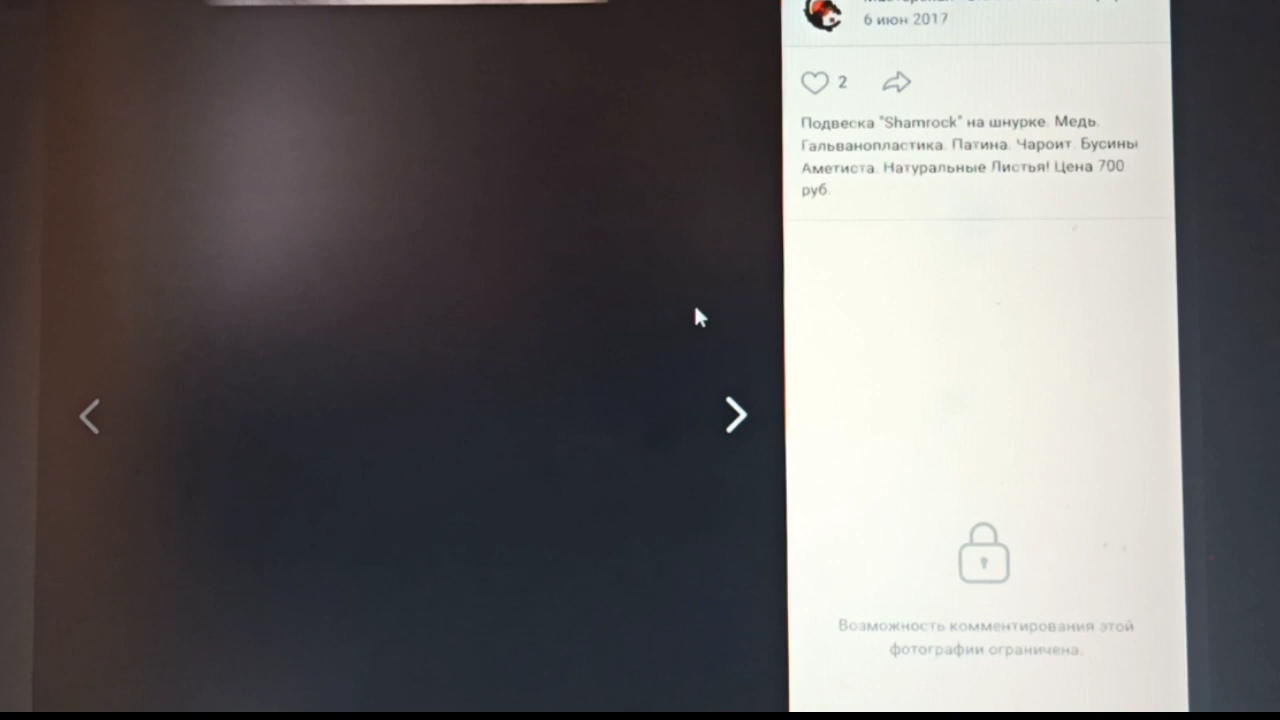 6 июн 2017
2
Подвеска "Shamrock" на шнурке. Медь.
Гальванопластика. Патина. Чароит. Бусины
Аметиста. Натуральные Листья! Цена 700
руб.
Возможность комментирования этой
фотографии ограничена.